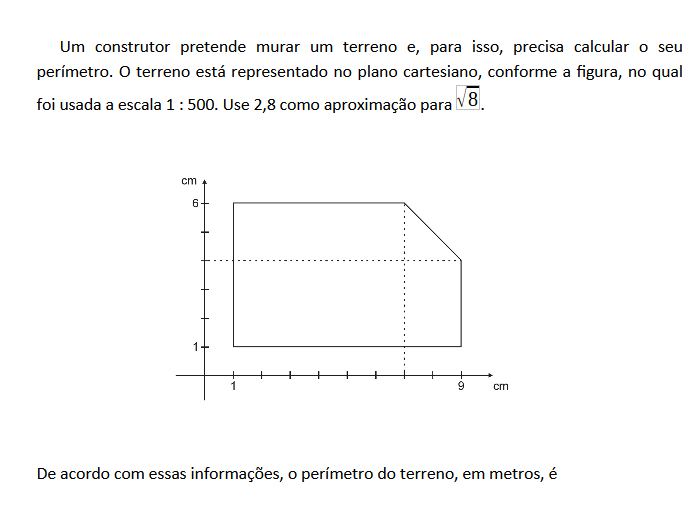 Um construtor pretende murar um terreno e, para isso, precisa calcular o seu
perímetro. O terreno está representado no plano cartesiano, conforme a figura, no qual
foi usada a escala 1 : 500. Use 2,8 como aproximação para √8.
cm
6
1
1
9
cm
De acordo com essas informações, o perímetro do terreno, em metros, é